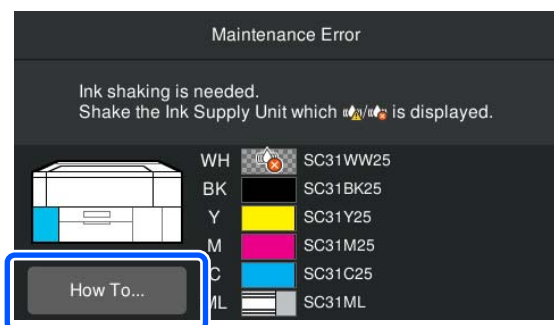 Maintenance Error
Ink shaking is needed.
Shake the Ink Supply Unit which / is displayed.
WH SC31WW25
BK SC31BK25
Y SC31Y25
M SC31M25
C SC31C25
ML SC31ML
How To...